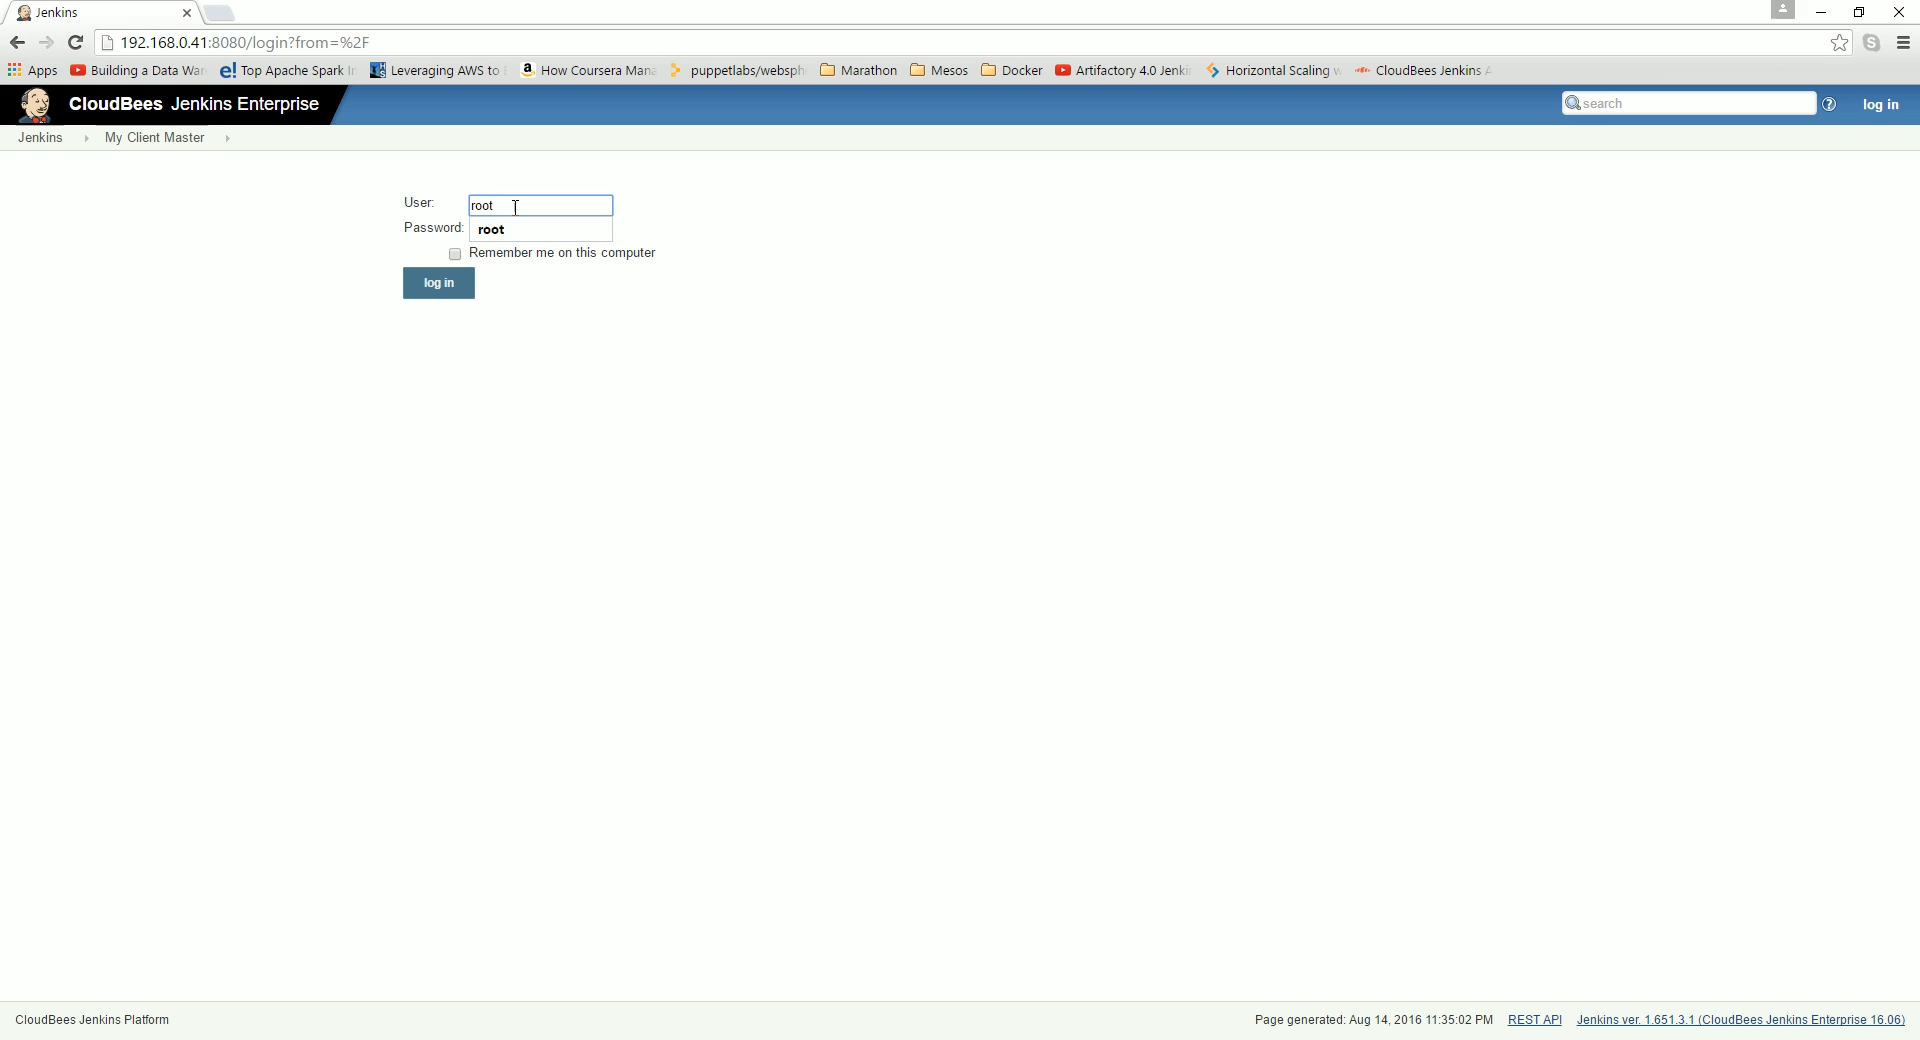 Jenkins
192.168.0.41:8080/login?from=%2F
Apps Building a Data War Top Apache Spark In Leveraging AWS to How Coursera Mana puppetlabs/websph Marathon Mesos Docker Artifactory 4.0 Jenki Horizontal Scaling w CloudBees Jenkins A
CloudBees Jenkins Enterprise search log in
Jenkins My Client Master
User: root
Password: root
Remember me on this computer
log in
CloudBees Jenkins Platform Page generated: Aug 14, 2016 11:35:02 PM REST API Jenkins ver. 1.651.3.1 (CloudBees Jenkins Enterprise 16.06)